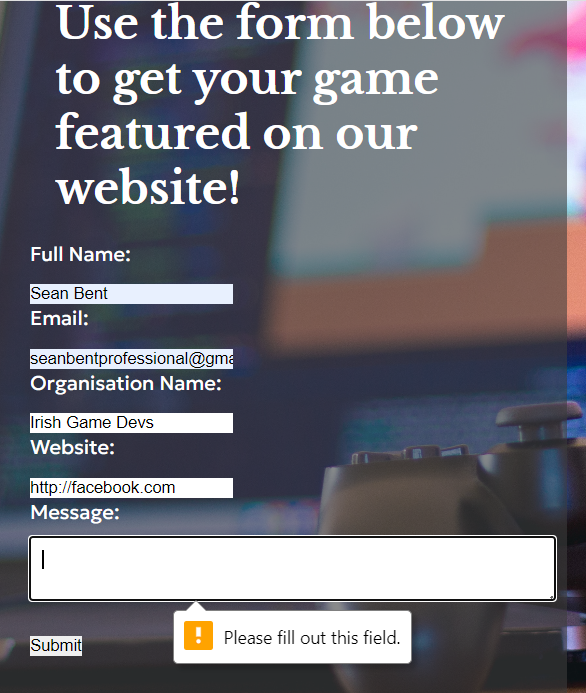 Use the form below
to get your game
featured on our
website!
Full Name:
Sean Bent
Email:
seanbentprofessional@gma
Organisation Name:
Irish Game Devs
Website:
http://facebook.com
Message:
Please fill out this field.
Submit